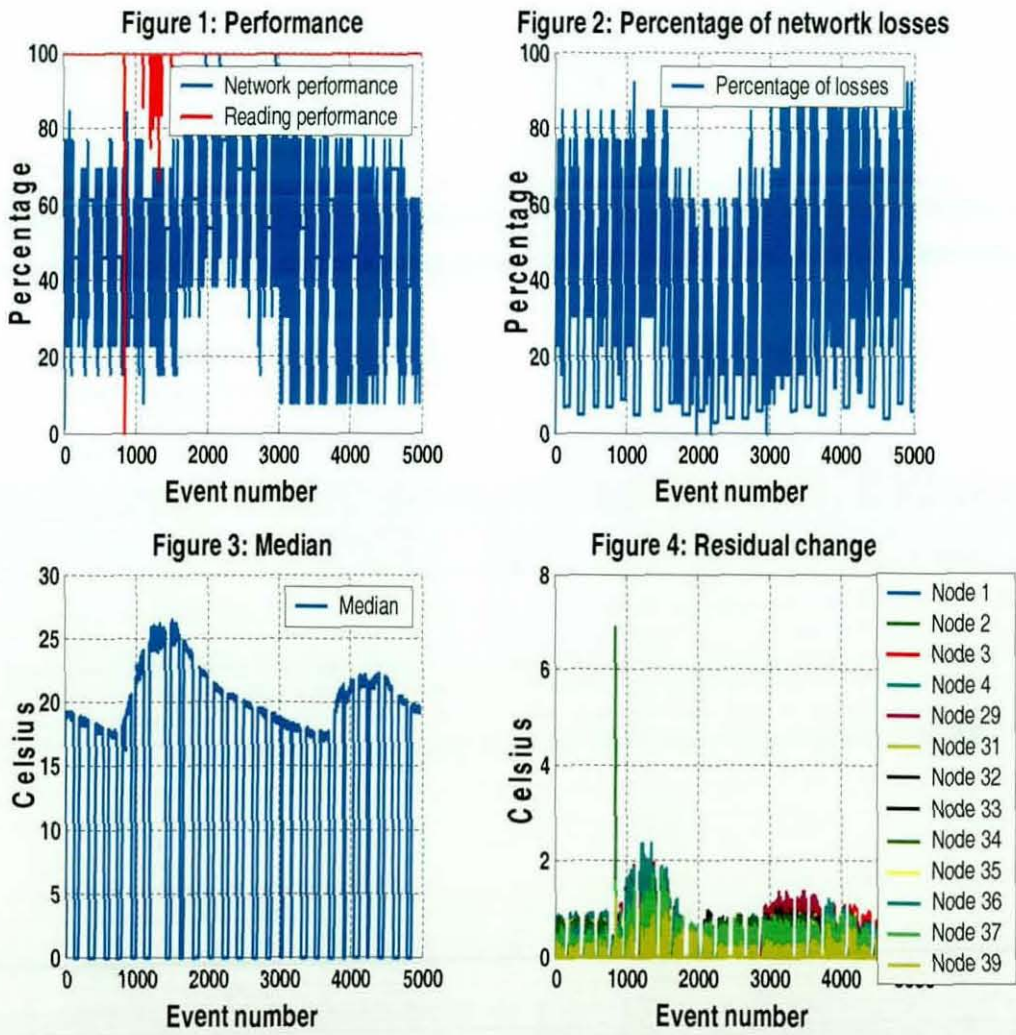 Figure 1: Performance
100
80
60
40
20
0
Percentage
Network performance
Reading performance
0 1000 2000 3000 4000 5000
Event number
Figure 2: Percentage of networtk losses
100
80
60
40
20
0
Percentage
Percentage of losses
0 1000 2000 3000 4000 5000
Event number
Figure 3: Median
30
25
20
15
10
5
0
Celsius
Median
0 1000 2000 3000 4000 5000
Event number
Figure 4: Residual change
8
6
4
2
0
Celsius
Node 1
Node 2
Node 3
Node 4
Node 29
Node 31
Node 32
Node 33
Node 34
Node 35
Node 36
Node 37
Node 39
0 1000 2000 3000 4000
Event number